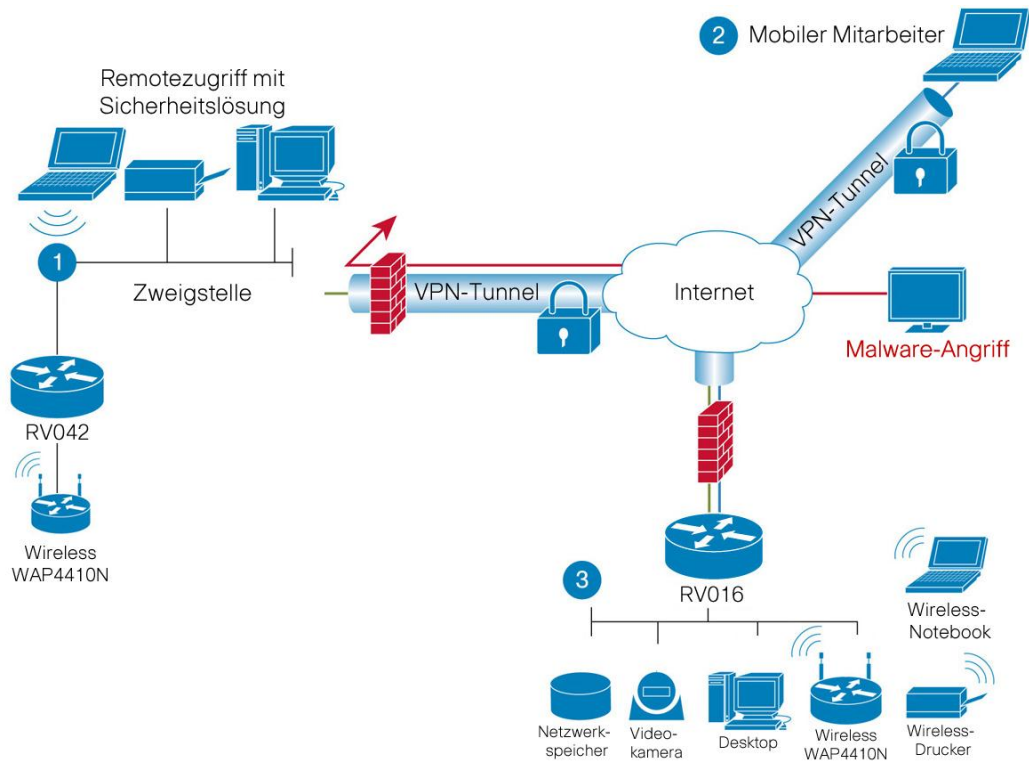 2 Mobiler Mitarbeiter
Remotezugriff mit
Sicherheitslösung
1
Zweigstelle
VPN-Tunnel
VPN-Tunnel
Internet
Malware-Angriff
RV042
Wireless
WAP4410N
RV016
3
Wireless-
Notebook
Netzwerk-
speicher
Video-
kamera
Desktop
Wireless
WAP4410N
Wireless-
Drucker